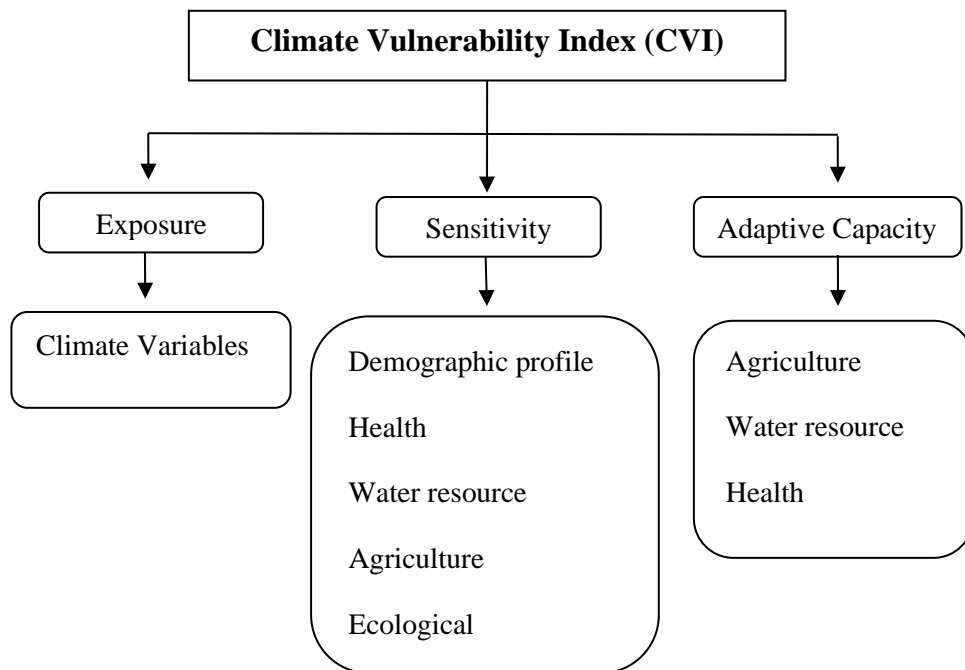 Climate Vulnerability Index (CVI)
Exposure
Sensitivity
Adaptive Capacity
Climate Variables
Demographic profile
Health
Water resource
Agriculture
Ecological
Agriculture
Water resource
Health